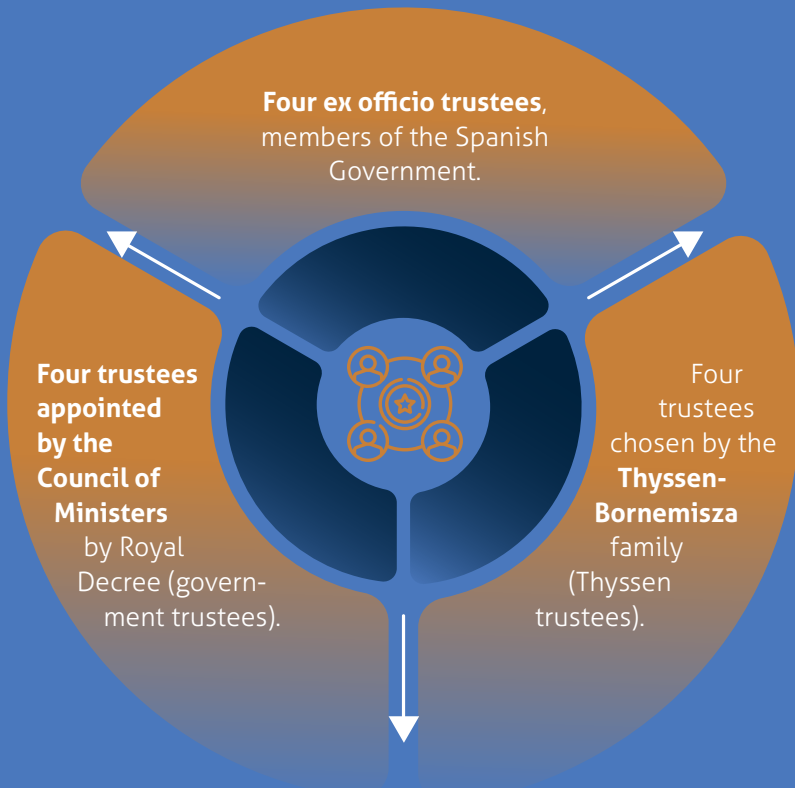 Four ex officio trustees,
members of the Spanish
Government.
Four trustees
appointed
by the
Council of
Ministers
by Royal
Decree (govern-
ment trustees).
Four
trustees
chosen by the
Thyssen-
Bornemisza
family
(Thyssen
trustees).